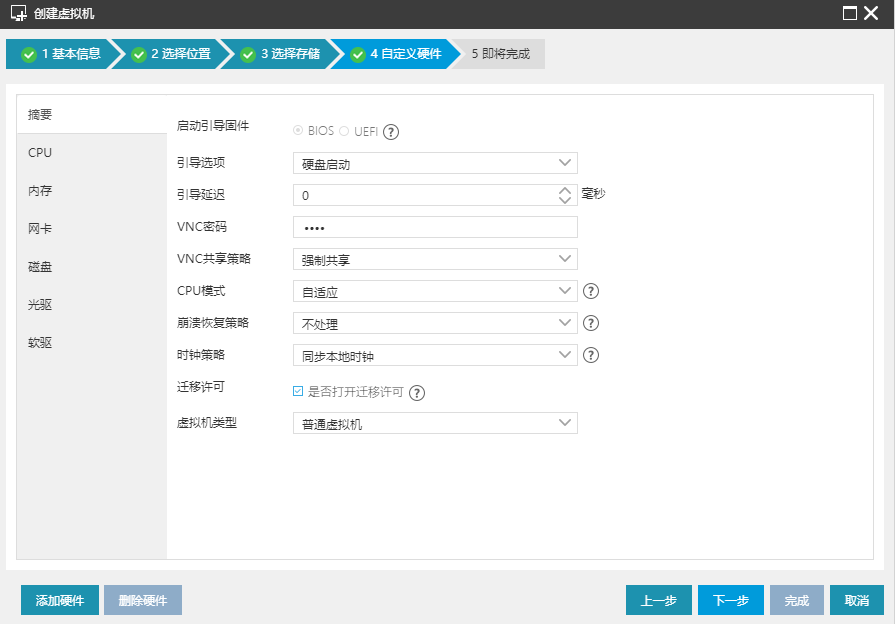 创建虚拟机
1 基本信息 2 选择位置 3 选择存储 4 自定义硬件 5 即将完成
摘要
CPU
内存
网卡
磁盘
光驱
软驱
启动引导固件 BIOS UEFI ?
引导选项 硬盘启动
引导延迟 0 毫秒
VNC密码 ••••
VNC共享策略 强制共享
CPU模式 自适应 ?
崩溃恢复策略 不处理 ?
时钟策略 同步本地时钟 ?
迁移许可 是否打开迁移许可 ?
虚拟机类型 普通虚拟机
添加硬件 删除硬件 上一步 下一步 完成 取消